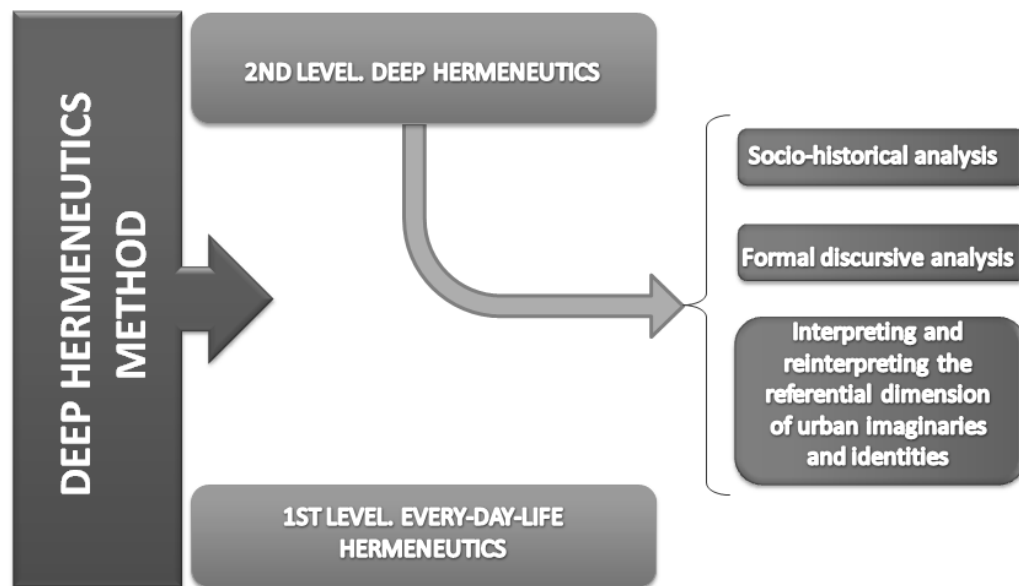 DEEP HERMENEUTICS
METHOD
2ND LEVEL. DEEP HERMENEUTICS
Socio-historical analysis
Formal discursive analysis
Interpreting and
reinterpreting the
referential dimension
of urban imaginaries
and identities
1ST LEVEL. EVERY-DAY-LIFE
HERMENEUTICS